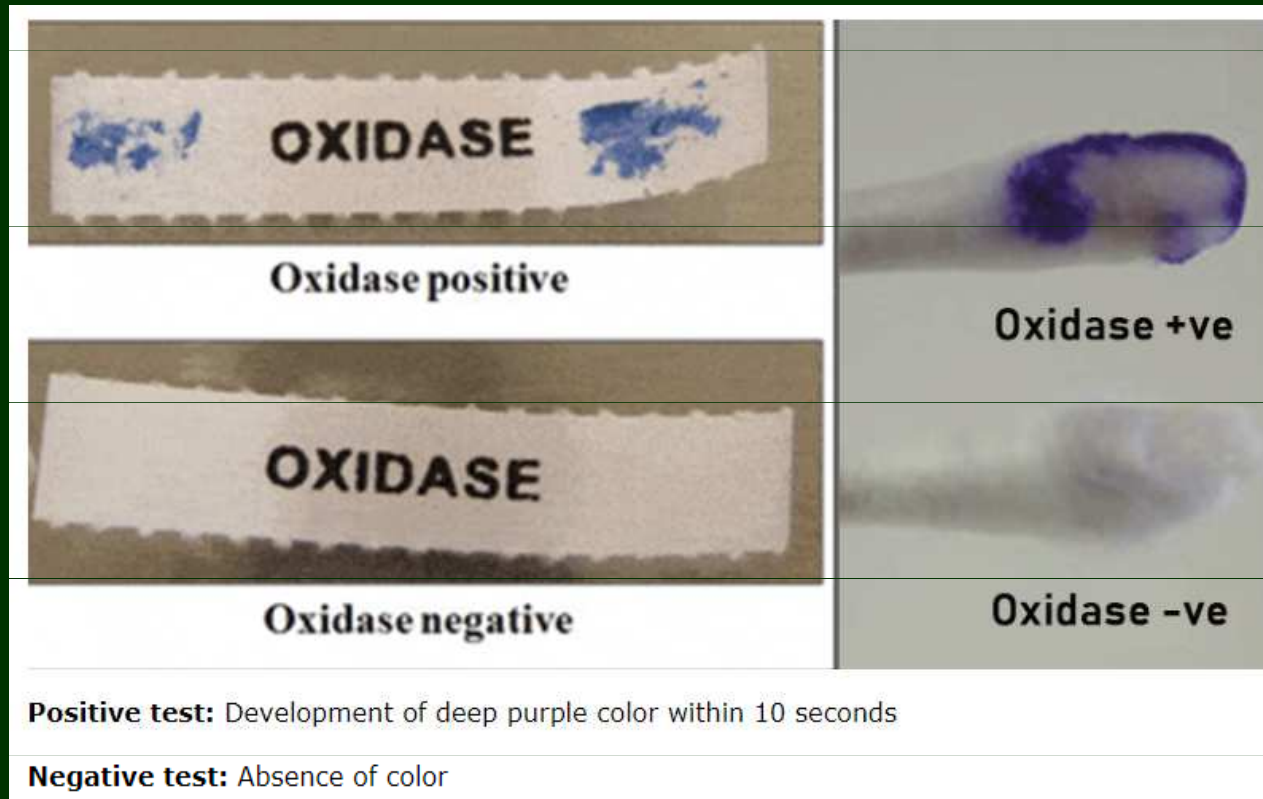 OXIDASE
Oxidase positive
Oxidase +ve
OXIDASE
Oxidase negative
Oxidase -ve
Positive test: Development of deep purple color within 10 seconds
Negative test: Absence of color